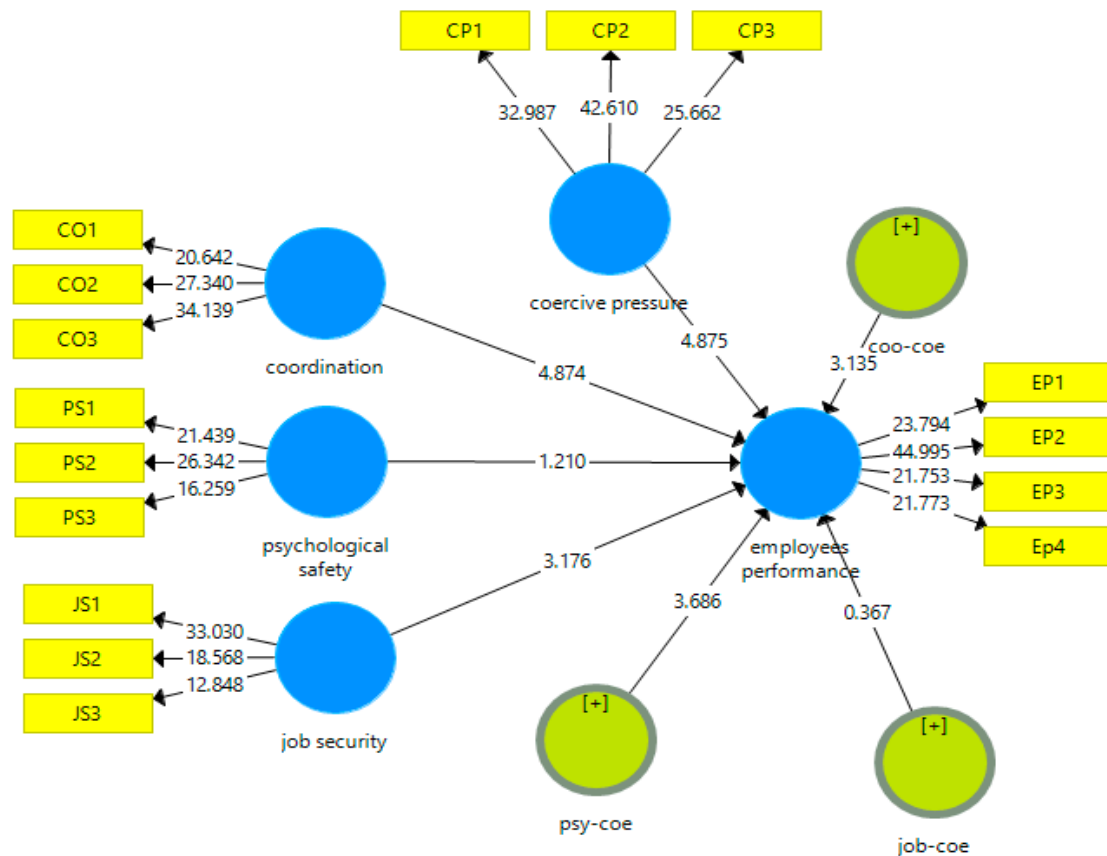 CP1
CP2
CP3
32.987
42.610
25.662
coercive pressure
4.875
[+]
coo-coe
3.135
CO1
CO2
CO3
20.642
27.340
34.139
coordination
4.874
PS1
PS2
PS3
21.439
26.342
16.259
psychological
safety
1.210
JS1
JS2
JS3
33.030
18.568
12.848
job security
3.176
employees
performance
EP1
EP2
EP3
Ep4
23.794
44.995
21.753
21.773
3.686
[+]
psy-coe
0.367
[+]
job-coe